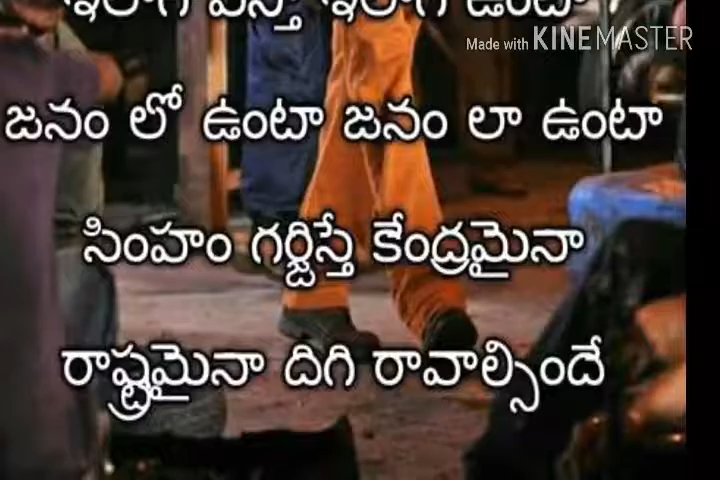 Made with KINEMASTER
జనం లో ఉంటా జనం లా ఉంటా
సింహం గర్జిస్తే కేంద్రమైనా
రాష్ట్రమైనా దిగి రావాల్సిందే